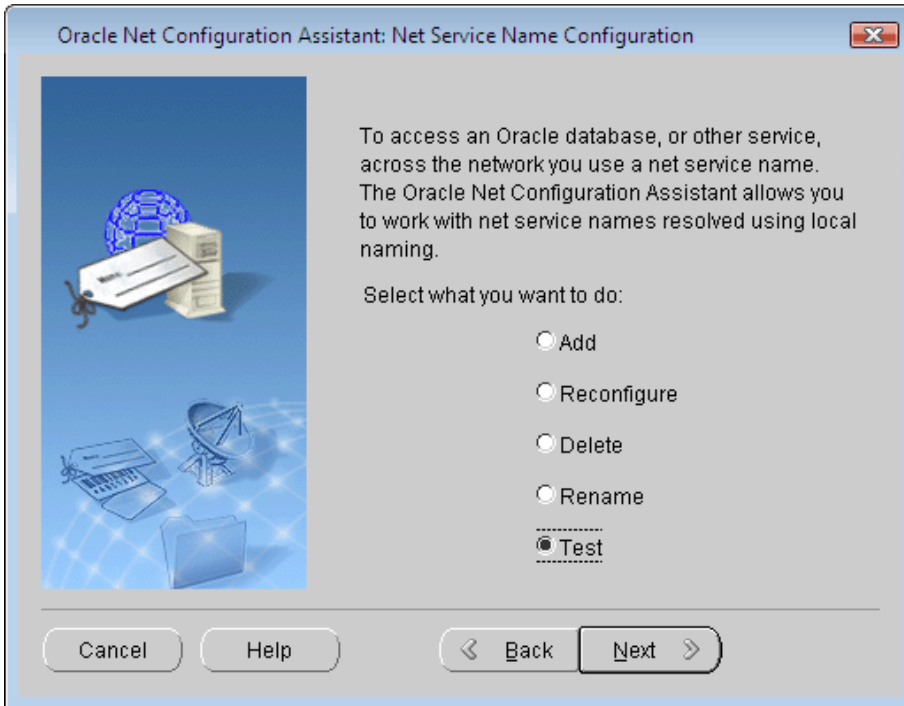 Oracle Net Configuration Assistant: Net Service Name Configuration
To access an Oracle database, or other service,
across the network you use a net service name.
The Oracle Net Configuration Assistant allows you
to work with net service names resolved using local
naming.
Select what you want to do:
Add
Reconfigure
Delete
Rename
Test
Cancel
Help
Back
Next